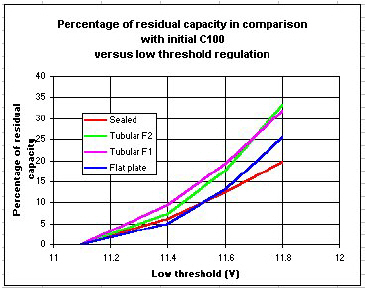 Percentage of residual capacity in comparison
with initial C100
versus low threshold regulation
Percentage of residual
capacity
40
35
30
25
20
15
10
5
0
Sealed
Tubular F2
Tubular F1
Flat plate
11
11.2
11.4
11.6
11.8
12
Low threshold (V)